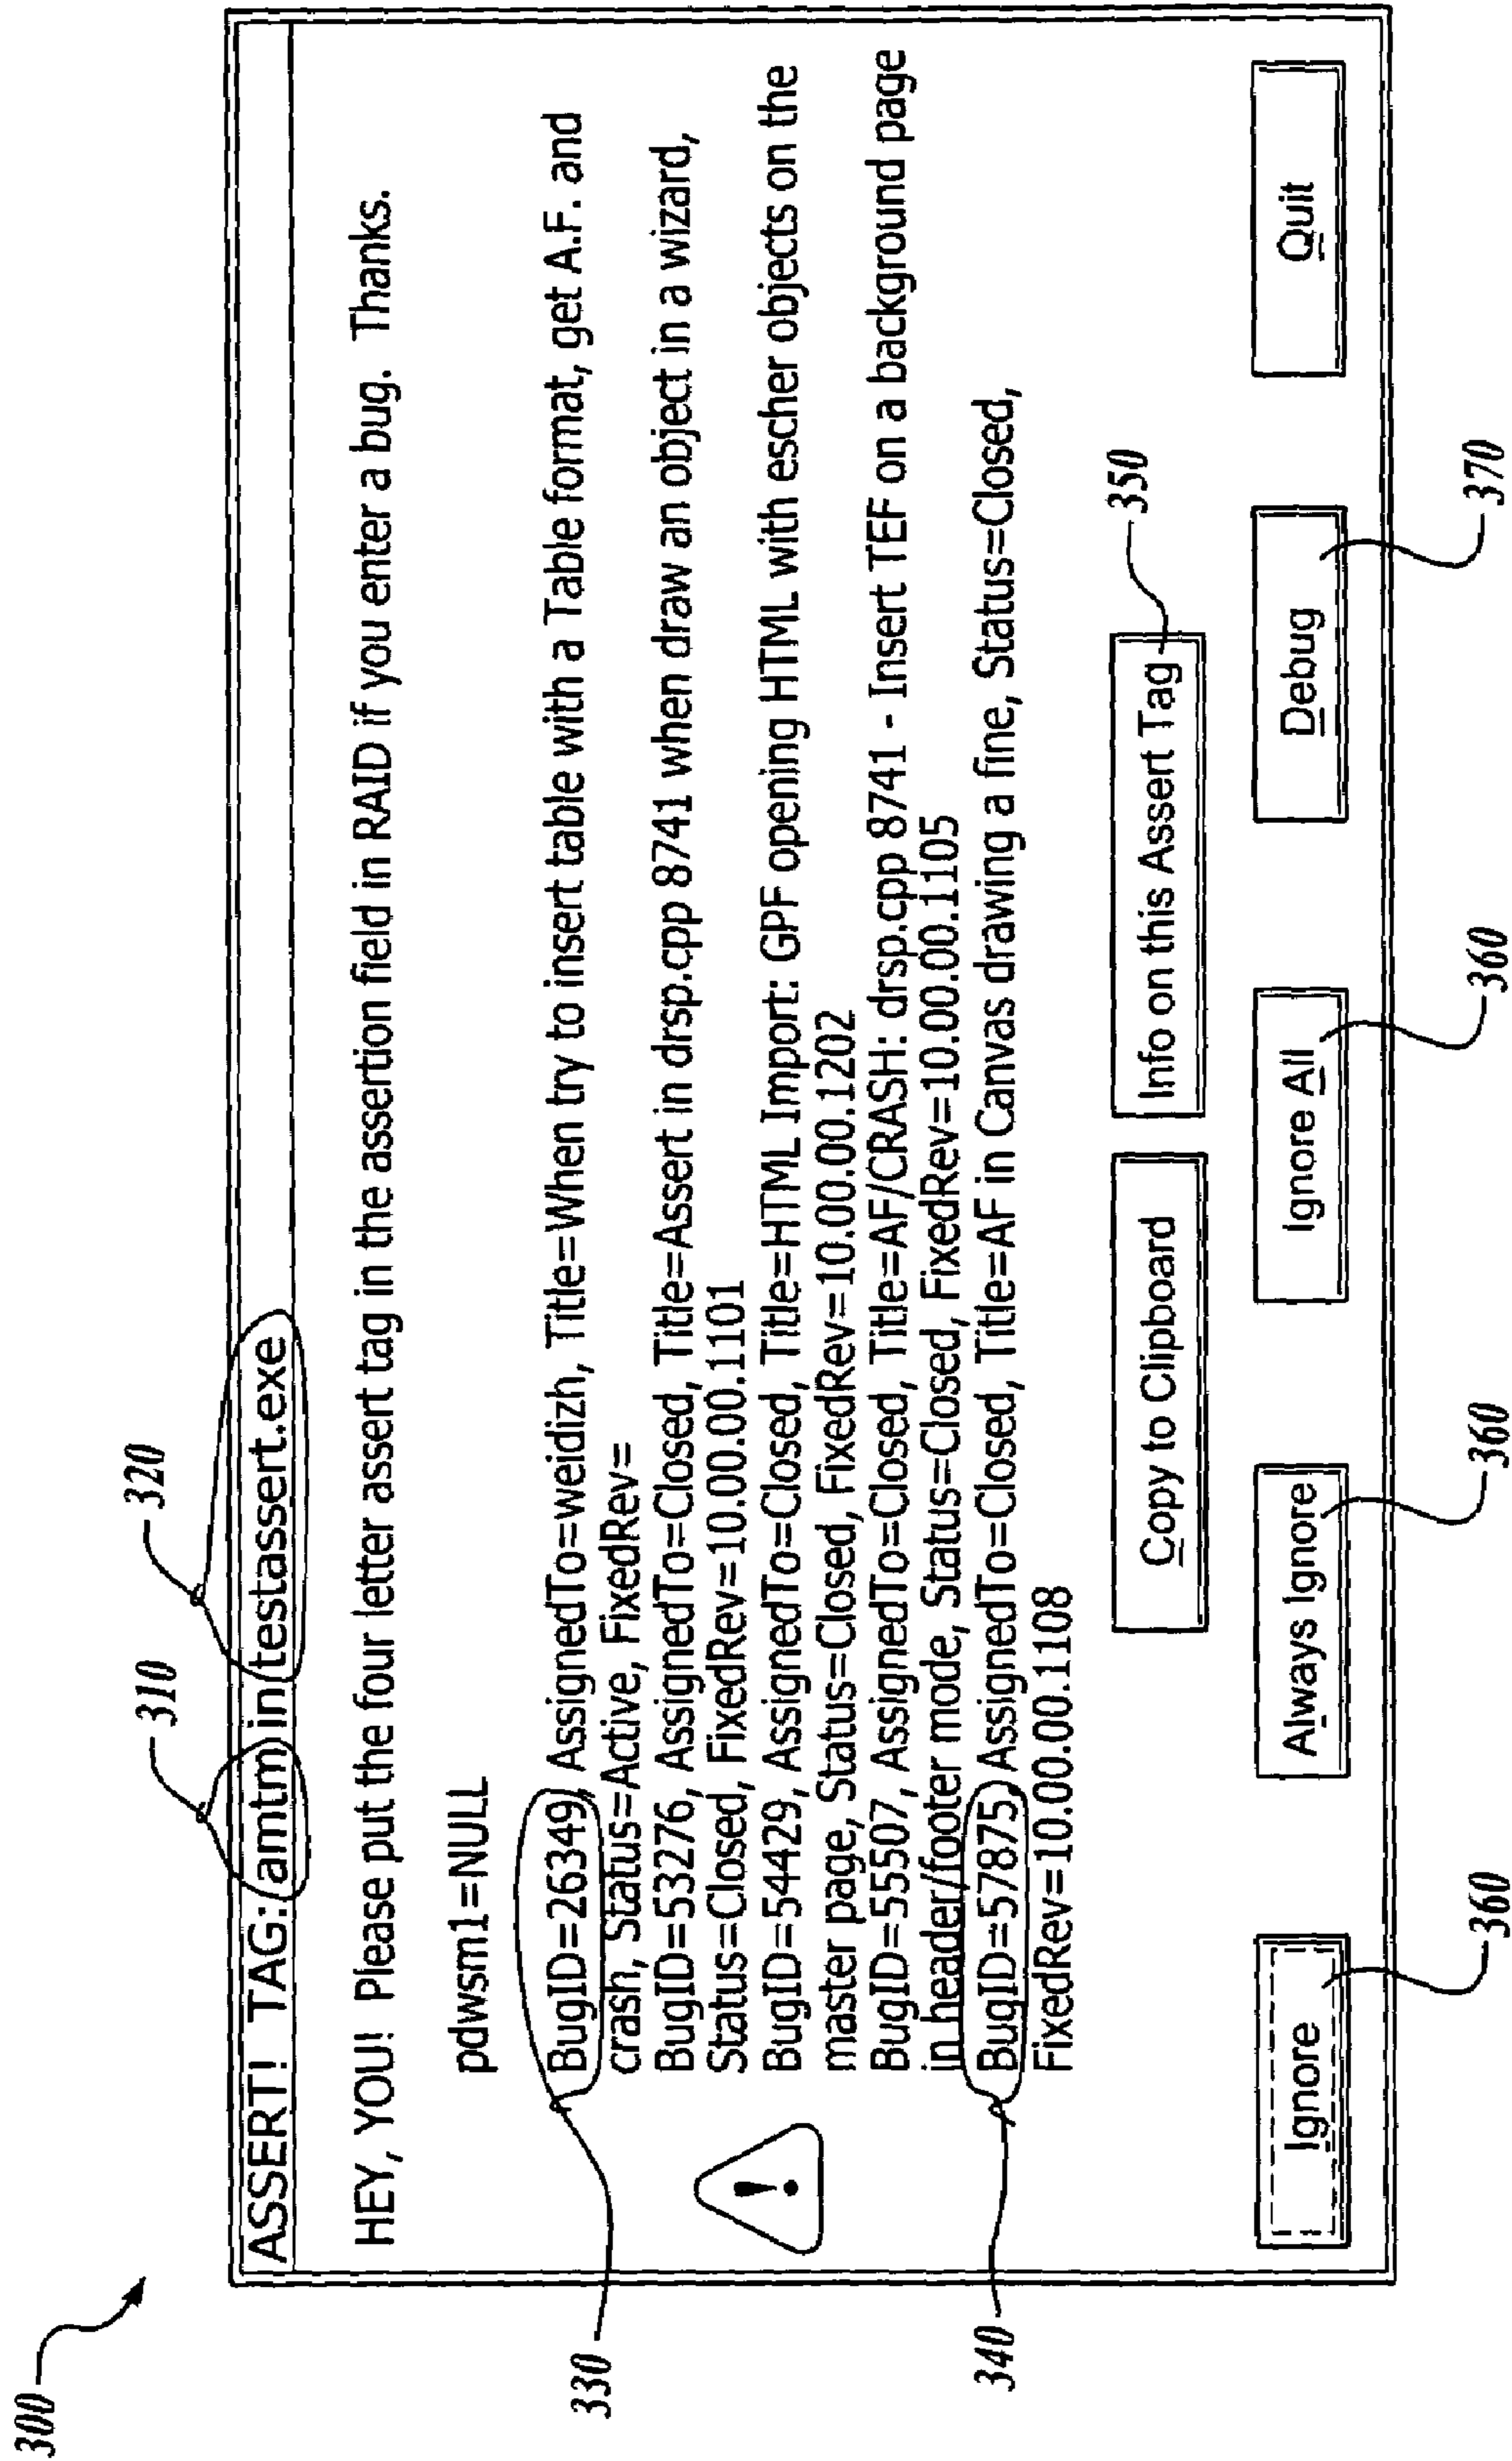 300
310
320
ASSERT! TAG: amtm in testassert.exe
HEY, YOU! Please put the four letter assert tag in the assertion field in RAID if you enter a bug. Thanks.
pdwsm1=NULL
330
BugID=26349, AssignedTo=weidizh, Title=When try to insert table with a Table format, get A.F. and
crash, Status=Active, FixedRev=
BugID=53276, AssignedTo=Closed, Title=Assert in drsp.cpp 8741 when draw an object in a wizard,
Status=Closed, FixedRev=10.00.00.1101
BugID=54429, AssignedTo=Closed, Title=HTML Import: GPF opening HTML with escher objects on the
master page, Status=Closed, FixedRev=10.00.00.1202
BugID=55507, AssignedTo=Closed, Title=AF/CRASH: drsp.cpp 8741 - Insert TEF on a background page
in header/footer mode, Status=Closed, FixedRev=10.00.00.1105
340
BugID=57875, AssignedTo=Closed, Title=AF in Canvas drawing a fine, Status=Closed,
FixedRev=10.00.00.1108
!
350
Copy to Clipboard
Info on this Assert Tag
Ignore
Always Ignore
Ignore All
Debug
Quit
360
360
360
370